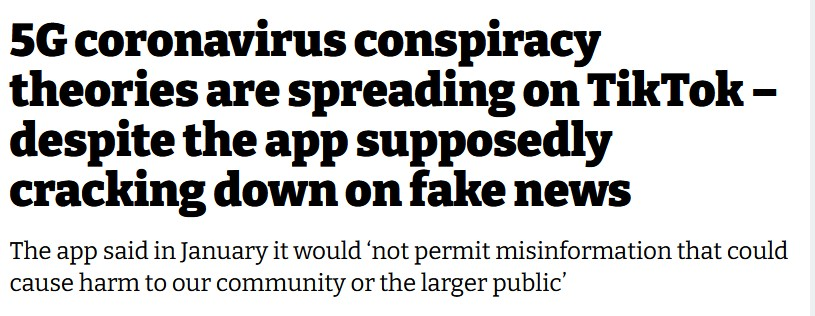 5G coronavirus conspiracy
theories are spreading on TikTok –
despite the app supposedly
cracking down on fake news
The app said in January it would ‘not permit misinformation that could
cause harm to our community or the larger public’